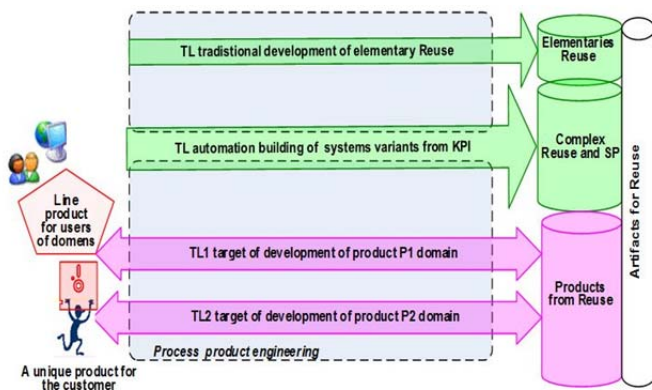 TL tradistional development of elementary Reuse
Elementaries
Reuse
TL automation building of systems variants from KPI
Complex
Reuse and SP
Line
product
for users
of domens
TL1 target of development of product P1 domain
TL2 target of development of product P2 domain
Products
from Reuse
Artifacts for Reuse
Process product engineering
A unique product for
the customer